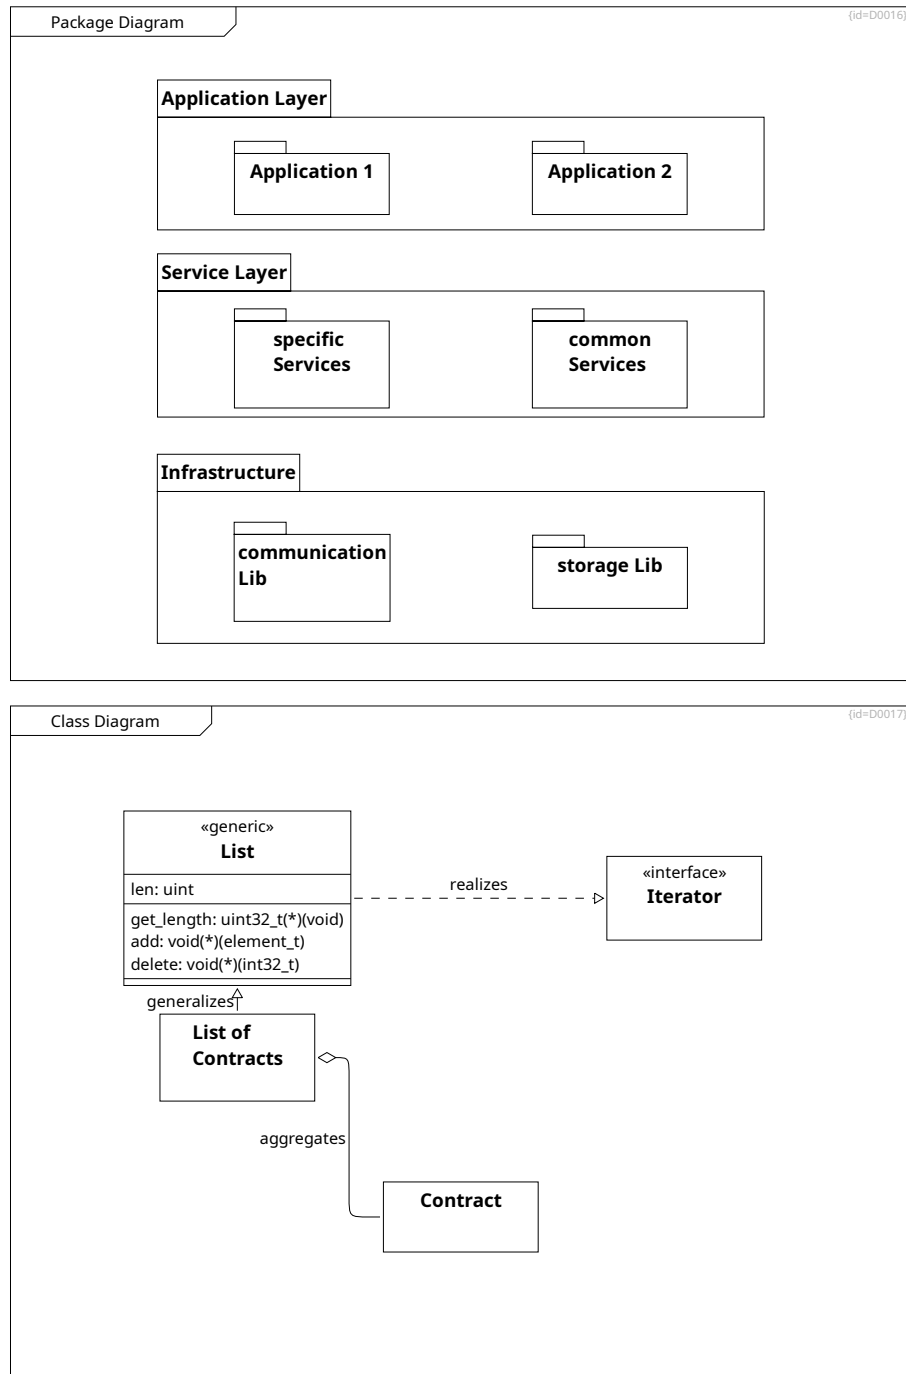 Package Diagram
{id=D0016}
Application Layer
Application 1
Application 2
Service Layer
specific
Services
common
Services
Infrastructure
communication
Lib
storage Lib
Class Diagram
{id=D0017}
«generic»
List
len: uint
get_length: uint32_t(*)(void)
add: void(*)(element_t)
delete: void(*)(int32_t)
realizes
«interface»
Iterator
generalizes
List of
Contracts
aggregates
Contract